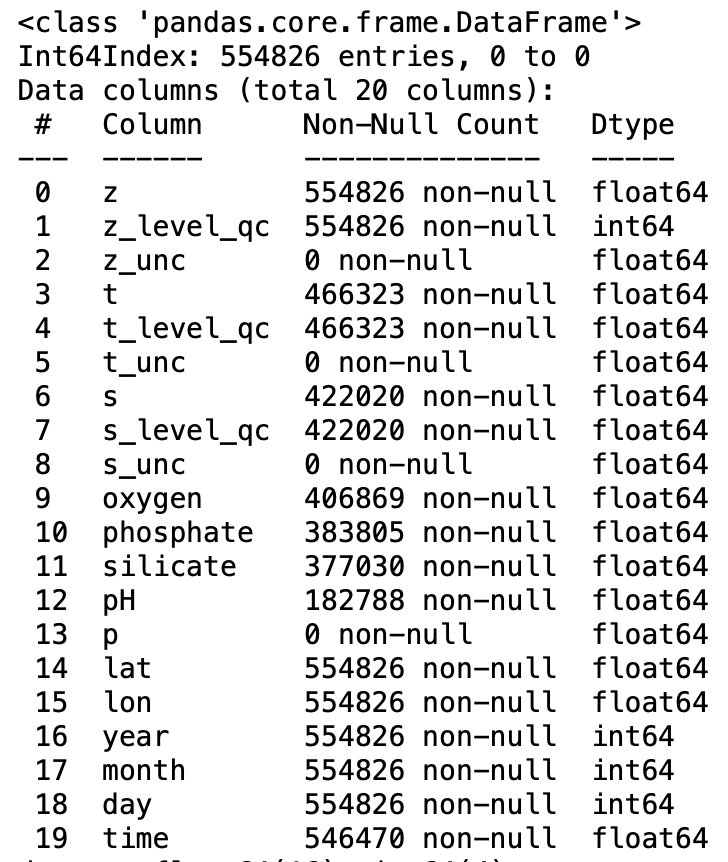 <class 'pandas.core.frame.DataFrame'>
Int64Index: 554826 entries, 0 to 0
Data columns (total 20 columns):
 #   Column      Non-Null Count   Dtype
---  ------      --------------   -----
 0   z           554826 non-null  float64
 1   z_level_qc  554826 non-null  int64
 2   z_unc       0 non-null       float64
 3   t           466323 non-null  float64
 4   t_level_qc  466323 non-null  float64
 5   t_unc       0 non-null       float64
 6   s           422020 non-null  float64
 7   s_level_qc  422020 non-null  float64
 8   s_unc       0 non-null       float64
 9   oxygen      406869 non-null  float64
 10  phosphate   383805 non-null  float64
 11  silicate    377030 non-null  float64
 12  pH          182788 non-null  float64
 13  p           0 non-null       float64
 14  lat         554826 non-null  float64
 15  lon         554826 non-null  float64
 16  year        554826 non-null  int64
 17  month       554826 non-null  int64
 18  day         554826 non-null  int64
 19  time        546470 non-null  float64